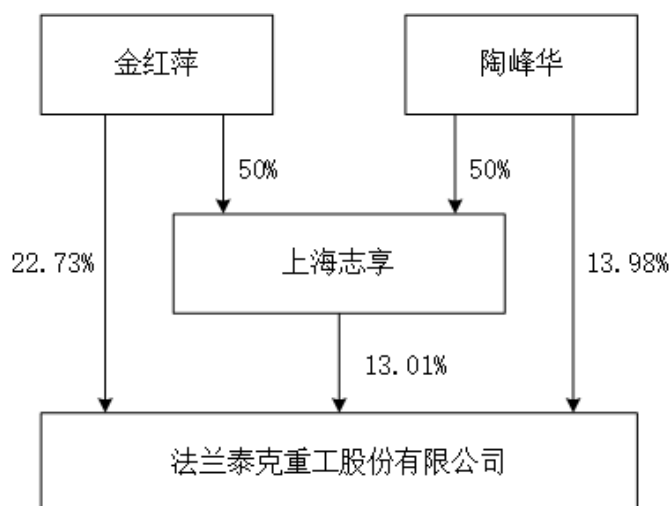 金红萍
陶峰华
50%
50%
22.73%
上海志享
13.98%
13.01%
法兰泰克重工股份有限公司